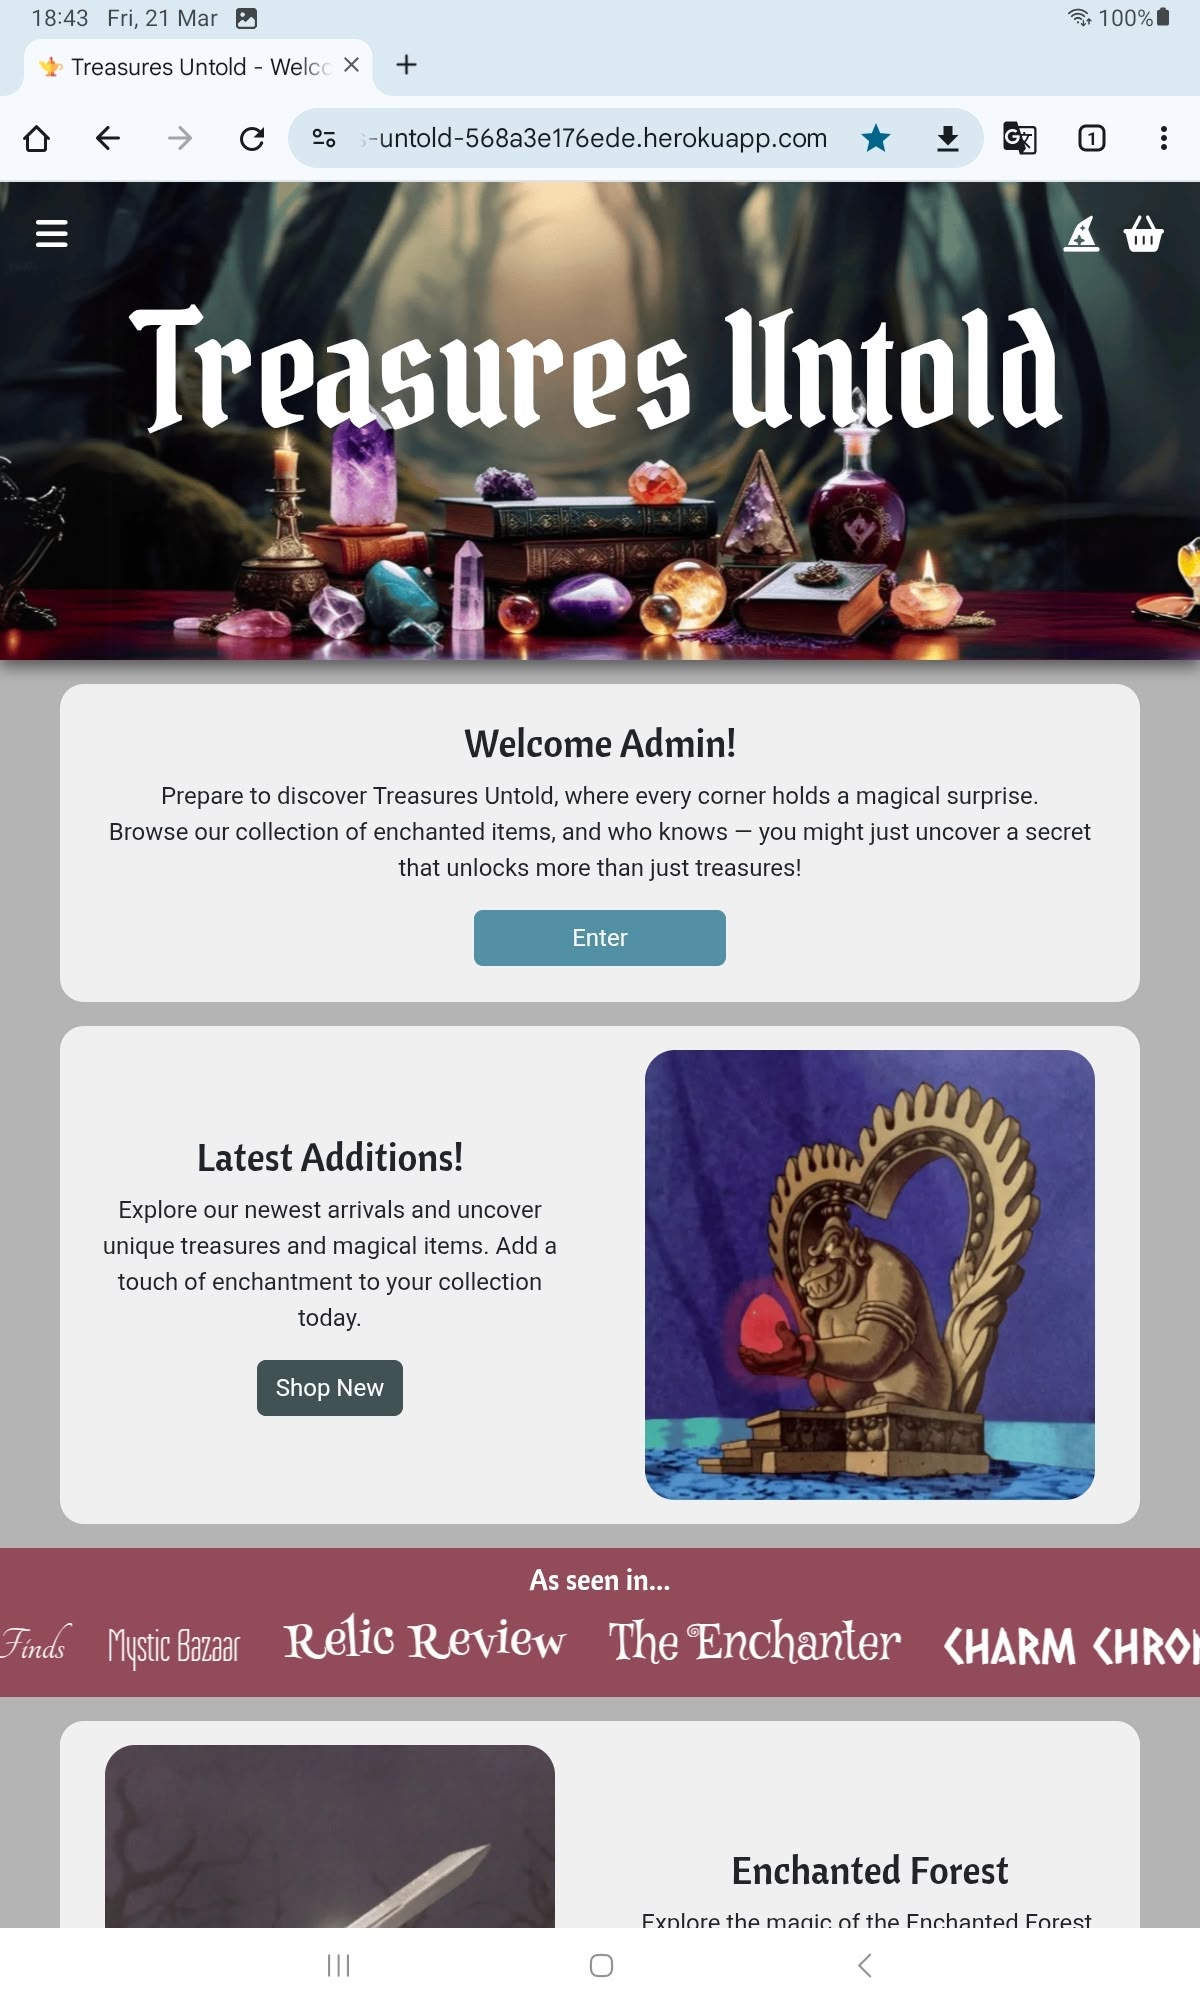 18:43 Fri, 21 Mar 100%
Treasures Untold - Welco
-untold-568a3e176ede.herokuapp.com 1
Treasures Untold
Welcome Admin!
Prepare to discover Treasures Untold, where every corner holds a magical surprise.
Browse our collection of enchanted items, and who knows — you might just uncover a secret
that unlocks more than just treasures!
Enter
Latest Additions!
Explore our newest arrivals and uncover
unique treasures and magical items. Add a
touch of enchantment to your collection
today.
Shop New
As seen in...
Finds Mystic Bazaar Relic Review The Enchanter CHARM CHRON
Enchanted Forest
Explore the magic of the Enchanted Forest